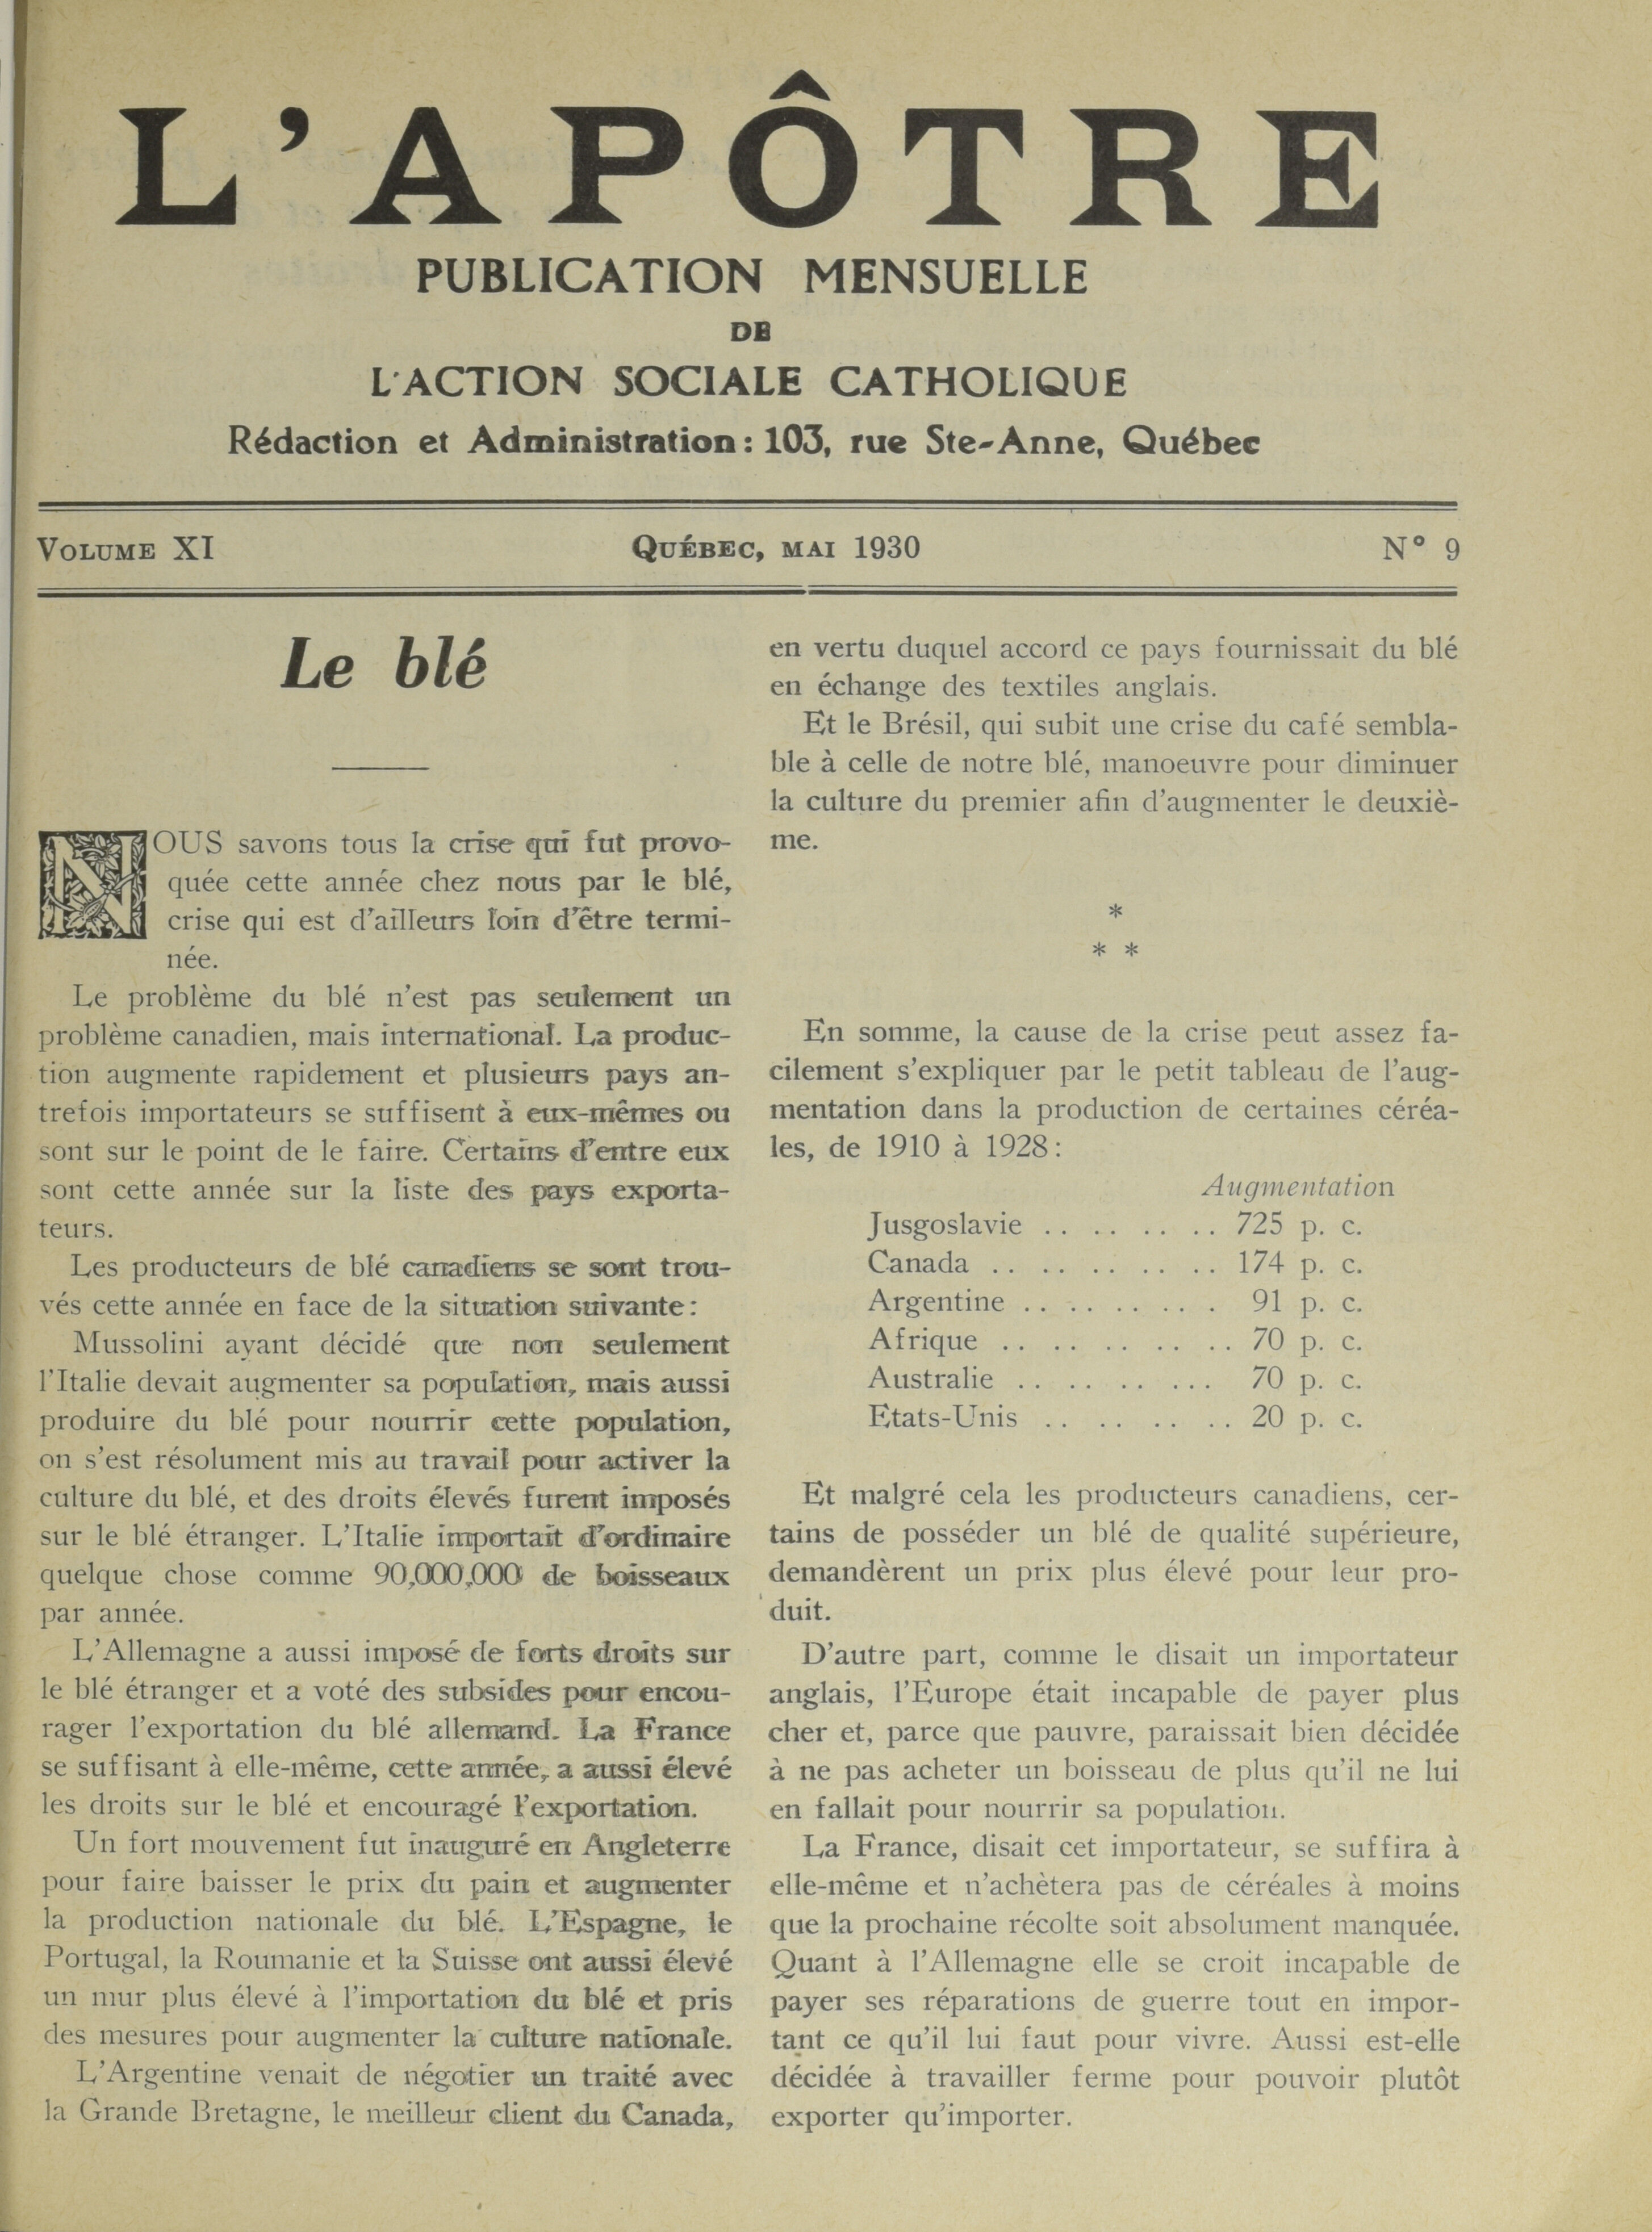 L'APÔTRE
PUBLICATION MENSUELLE
DE
L'ACTION SOCIALE CATHOLIQUE
Rédaction et Administration: 103, rue Ste-Anne, Québec
VOLUME XI QUÉBEC, MAI 1930 N° 9
Le blé
NOUS savons tous la crise qui fut provo-
quée cette année chez nous par le blé,
crise qui est d'ailleurs loin d'être termi-
née.
Le problème du blé n'est pas seulement un
problème canadien, mais international. La produc-
tion augmente rapidement et plusieurs pays an-
trefois importateurs se suffisent à eux-mêmes ou
sont sur le point de le faire. Certains d'entre eux
sont cette année sur la liste des pays exporta-
teurs.
Les producteurs de blé canadiens se sont trou-
vés cette année en face de la situation suivante:
Mussolini ayant décidé que non seulement
l'Italie devait augmenter sa population, mais aussi
produire du blé pour nourrir cette population,
on s'est résolument mis au travail pour activer la
culture du blé, et des droits élevés furent imposés
sur le blé étranger. L'Italie importait d'ordinaire
quelque chose comme 90,000,000 de boisseaux
par année.
L'Allemagne a aussi imposé de forts droits sur
le blé étranger et a voté des subsides pour encou-
rager l'exportation du blé allemand. La France
se suffisant à elle-même, cette année, a aussi élevé
les droits sur le blé et encouragé l'exportation.
Un fort mouvement fut inauguré en Angleterre
pour faire baisser le prix du pain et augmenter
la production nationale du blé. L'Espagne, le
Portugal, la Roumanie et la Suisse ont aussi élevé
un mur plus élevé à l'importation du blé et pris
des mesures pour augmenter la culture nationale.
L'Argentine venait de négotier un traité avec
la Grande Bretagne, le meilleur client du Canada,
en vertu duquel accord ce pays fournissait du blé
en échange des textiles anglais.
Et le Brésil, qui subit une crise du café sembla-
ble à celle de notre blé, manoeuvre pour diminuer
la culture du premier afin d'augmenter le deuxiè-
me.
*
* *
En somme, la cause de la crise peut assez fa-
cilement s'expliquer par le petit tableau de l'aug-
mentation dans la production de certaines céréa-
les, de 1910 à 1928:
Augmentation
Jusgoslavie .. .. .. .. 725 p. c.
Canada .. .. .. .. .. 174 p. c.
Argentine .. .. .. .. . 91 p. c.
Afrique .. .. .. .. .. 70 p. c.
Australie .. .. .. ... 70 p. c.
Etats-Unis .. .. .. .. 20 p. c.
Et malgré cela les producteurs canadiens, cer-
tains de posséder un blé de qualité supérieure,
demandèrent un prix plus élevé pour leur pro-
duit.
D'autre part, comme le disait un importateur
anglais, l'Europe était incapable de payer plus
cher et, parce que pauvre, paraissait bien décidée
à ne pas acheter un boisseau de plus qu'il ne lui
en fallait pour nourrir sa population.
La France, disait cet importateur, se suffira à
elle-même et n'achètera pas de céréales à moins
que la prochaine récolte soit absolument manquée.
Quant à l'Allemagne elle se croit incapable de
payer ses réparations de guerre tout en impor-
tant ce qu'il lui faut pour vivre. Aussi est-elle
décidée à travailler ferme pour pouvoir plutôt
exporter qu'importer.